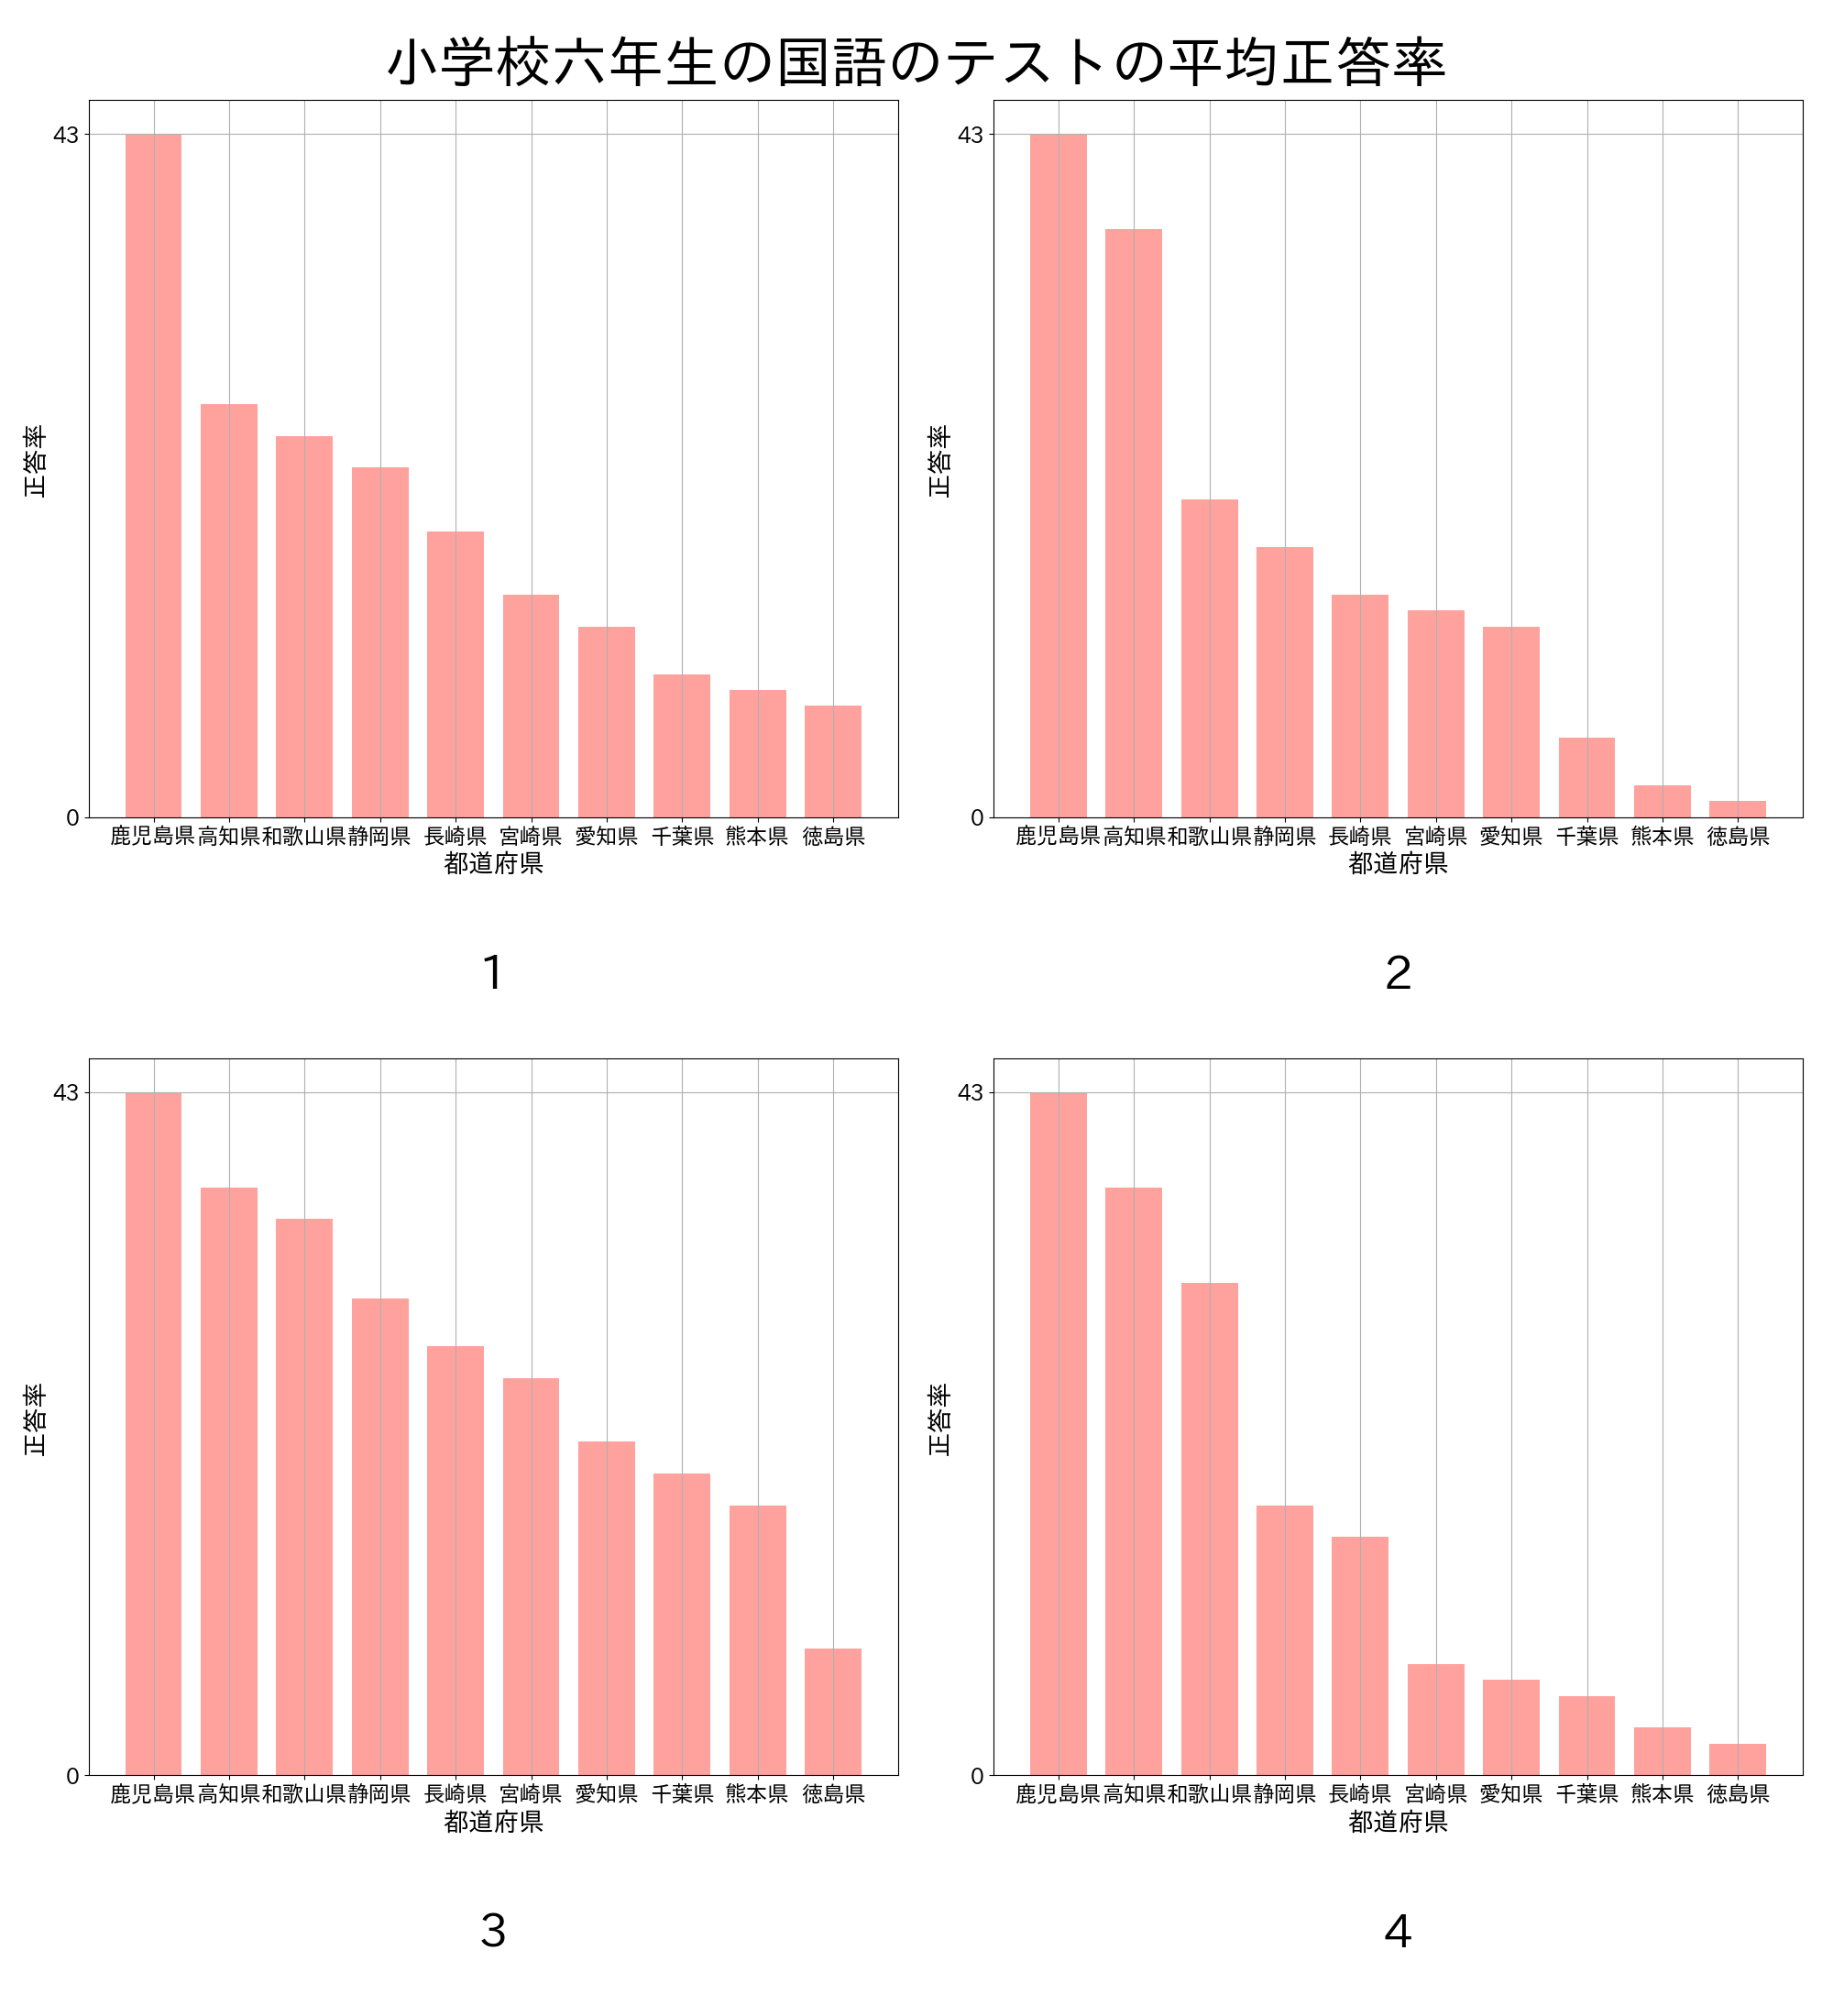 小学校六年生の国語のテストの平均正答率
43
正答率
0
鹿児島県 高知県 和歌山県 静岡県 長崎県 宮崎県 愛知県 千葉県 熊本県 徳島県
都道府県
1
43
正答率
0
鹿児島県 高知県 和歌山県 静岡県 長崎県 宮崎県 愛知県 千葉県 熊本県 徳島県
都道府県
2
43
正答率
0
鹿児島県 高知県 和歌山県 静岡県 長崎県 宮崎県 愛知県 千葉県 熊本県 徳島県
都道府県
3
43
正答率
0
鹿児島県 高知県 和歌山県 静岡県 長崎県 宮崎県 愛知県 千葉県 熊本県 徳島県
都道府県
4